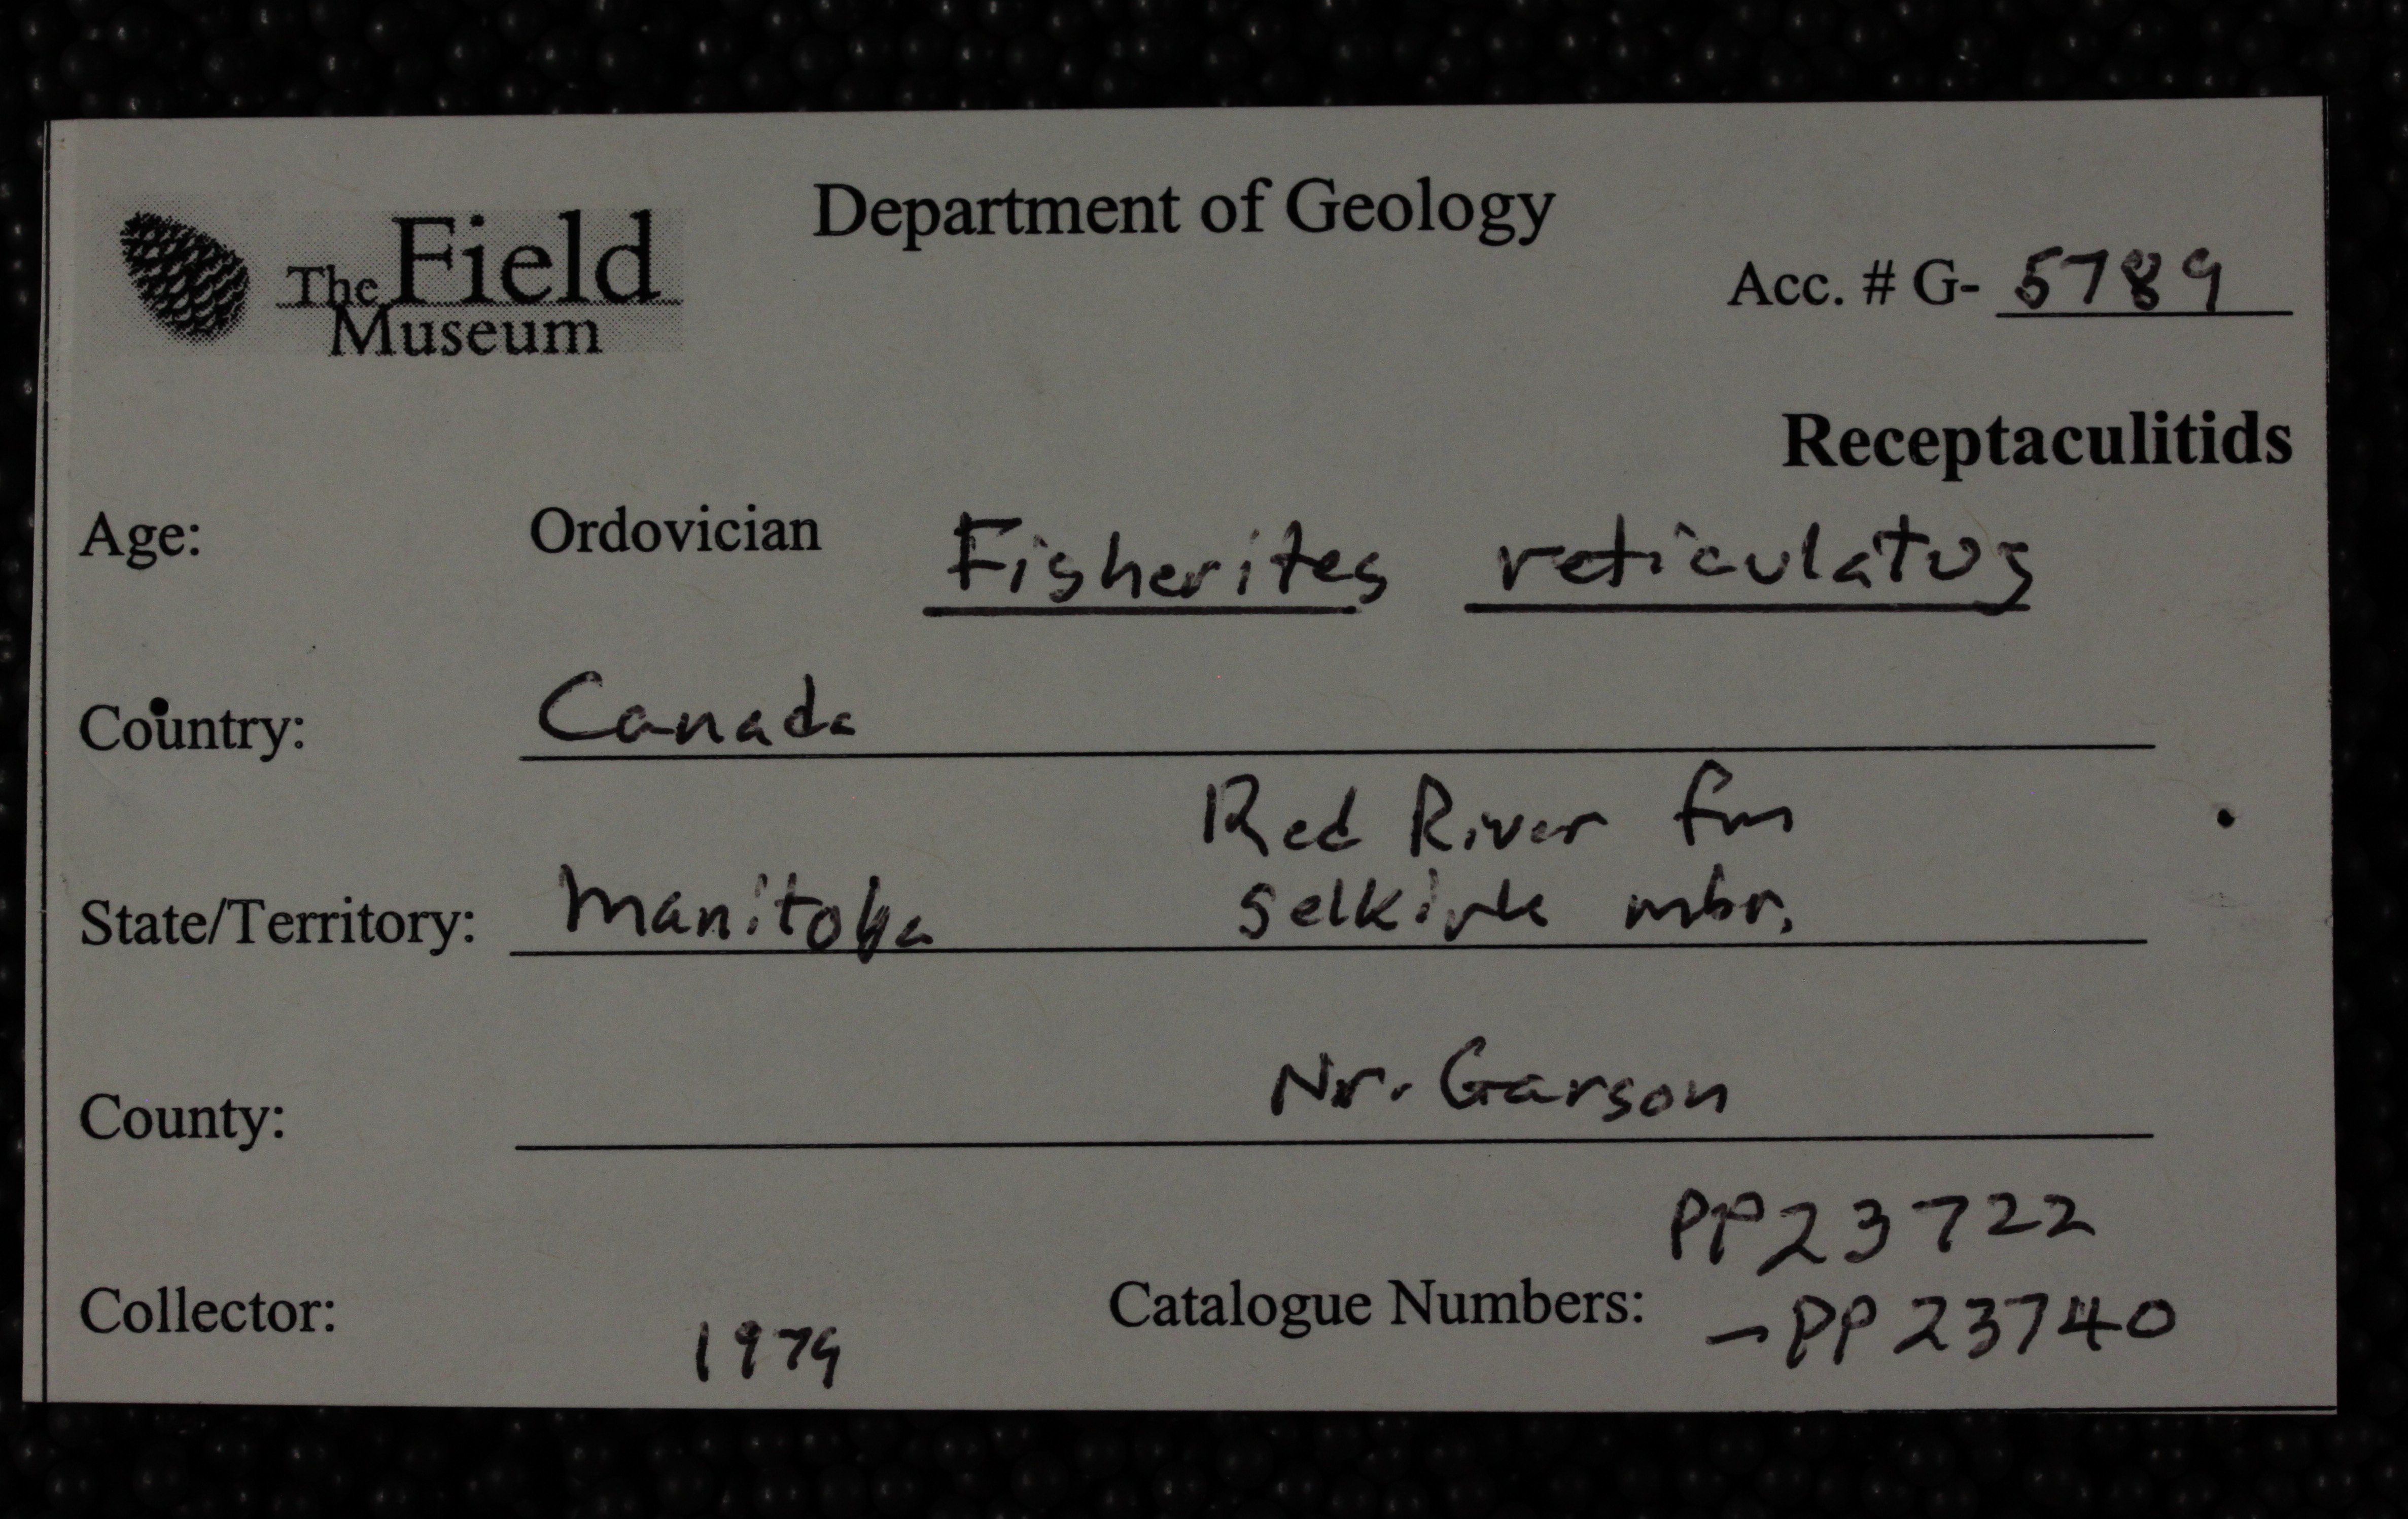 The Field
Museum
Department of Geology
Acc. # G- 5789
Receptaculitids
Age: Ordovician Fisherites reticulatus
Country: Canada
Red River fm
State/Territory: Manitoba Selkirk mbr.
County: Nr. Garson
PP23722
Collector: 1979 Catalogue Numbers: -PP23740